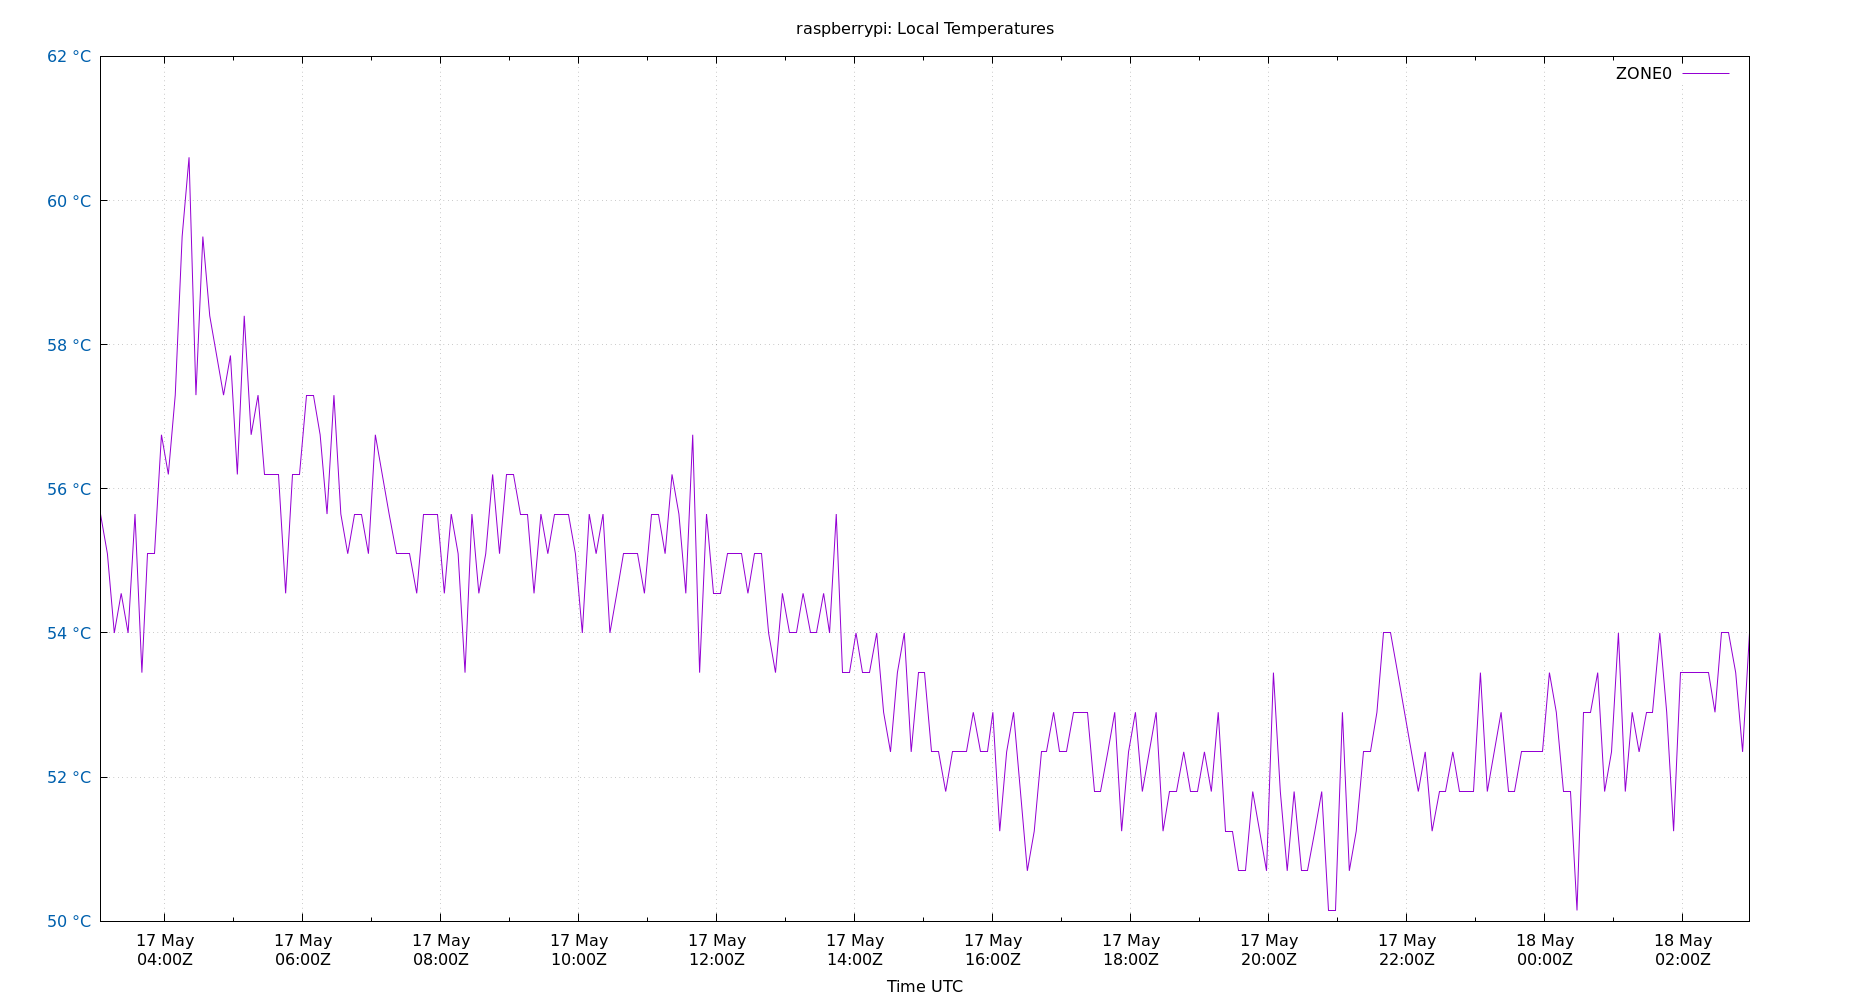 raspberrypi: Local Temperatures
ZONE0
62 °C
60 °C
58 °C
56 °C
54 °C
52 °C
50 °C
17 May 17 May 17 May 17 May 17 May 17 May 17 May 17 May 17 May 17 May 18 May 18 May
04:00Z 06:00Z 08:00Z 10:00Z 12:00Z 14:00Z 16:00Z 18:00Z 20:00Z 22:00Z 00:00Z 02:00Z
Time UTC